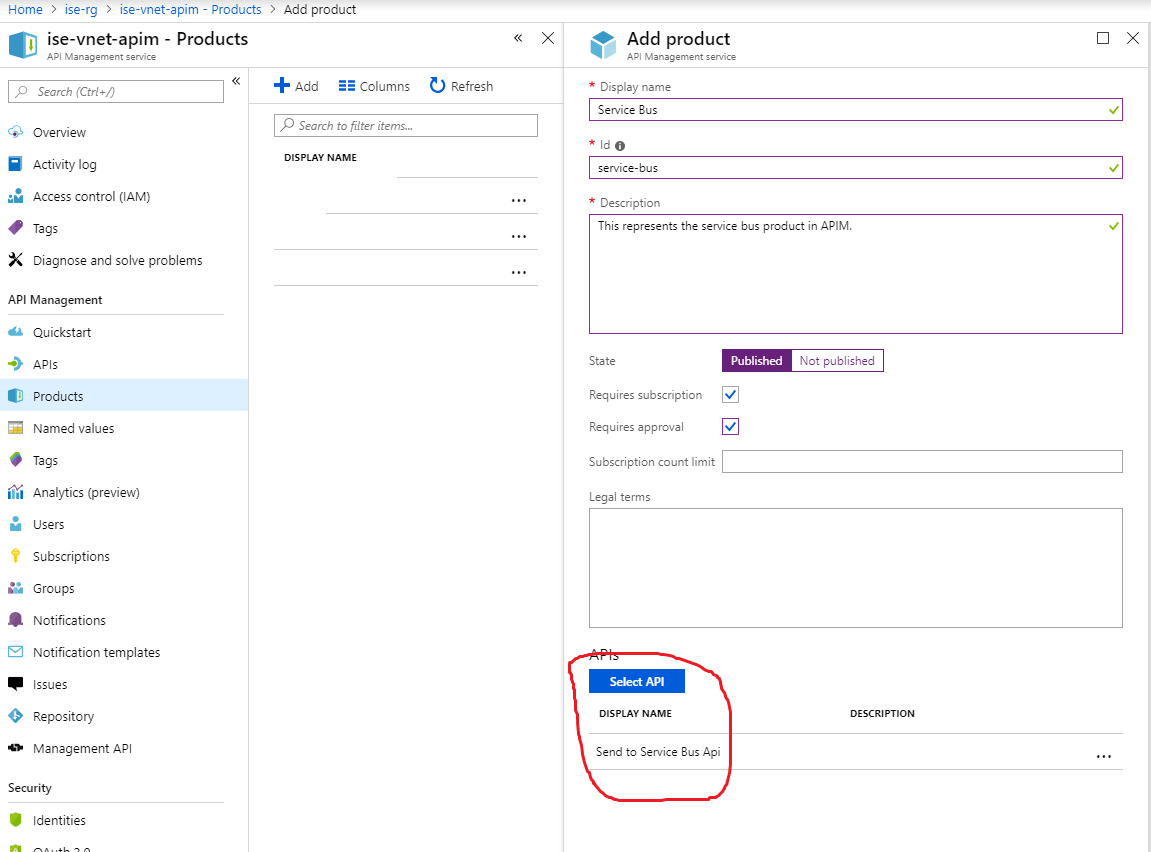 Home > ise-rg > ise-vnet-apim - Products > Add product
ise-vnet-apim - Products
API Management service
Search (Ctrl+/)
Overview
Activity log
Access control (IAM)
Tags
Diagnose and solve problems
API Management
Quickstart
APIs
Products
Named values
Tags
Analytics (preview)
Users
Subscriptions
Groups
Notifications
Notification templates
Issues
Repository
Management API
Security
Identities
OAuth 2.0
Add Columns Refresh
Search to filter items...
DISPLAY NAME
...
...
...
Add product
API Management service
* Display name
Service Bus
* Id
service-bus
* Description
This represents the service bus product in APIM.
State Published Not published
Requires subscription
Requires approval
Subscription count limit
Legal terms
APIs
Select API
DISPLAY NAME DESCRIPTION
Send to Service Bus Api ...